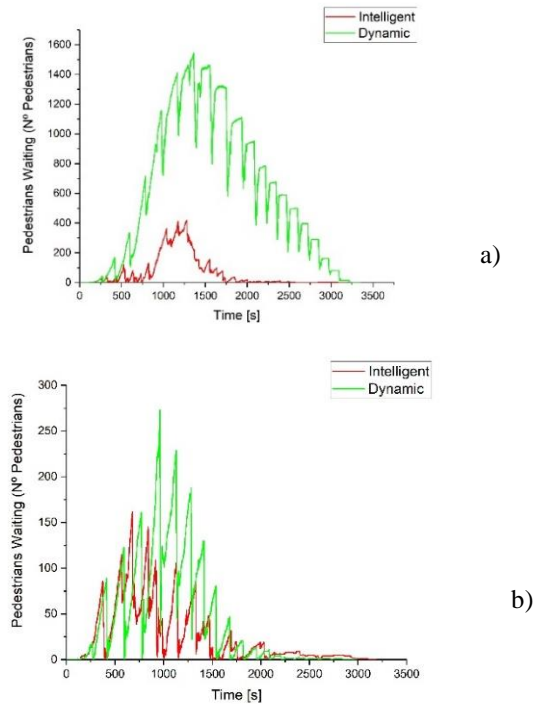 Intelligent
Dynamic
Pedestrians Waiting (Nº Pedestrians)
1600
1400
1200
1000
800
600
400
200
0
0 500 1000 1500 2000 2500 3000 3500
Time [s]
a)
Intelligent
Dynamic
Pedestrians Waiting (Nº Pedestrians)
300
250
200
150
100
50
0
0 500 1000 1500 2000 2500 3000 3500
Time [s]
b)